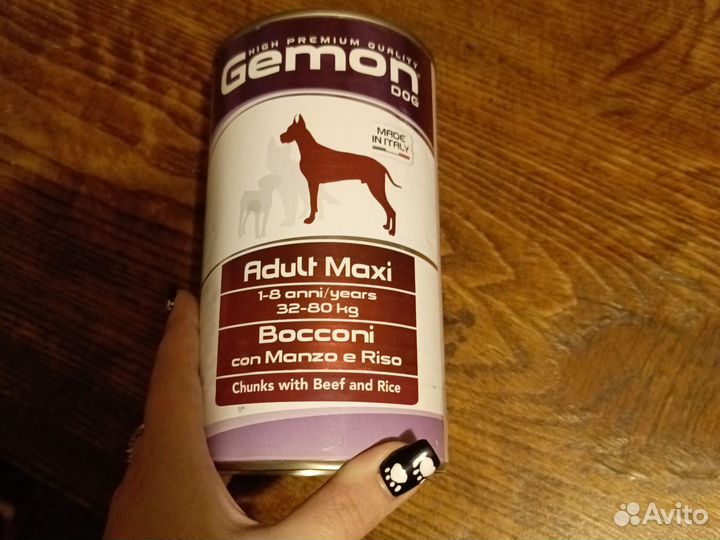 HIGH PREMIUM QUALITY
Gemon
DOG
MADE
IN ITALY
Adult Maxi
1-8 anni/years
32-80 kg
Bocconi
con Manzo e Riso
Chunks with Beef and Rice
Avito